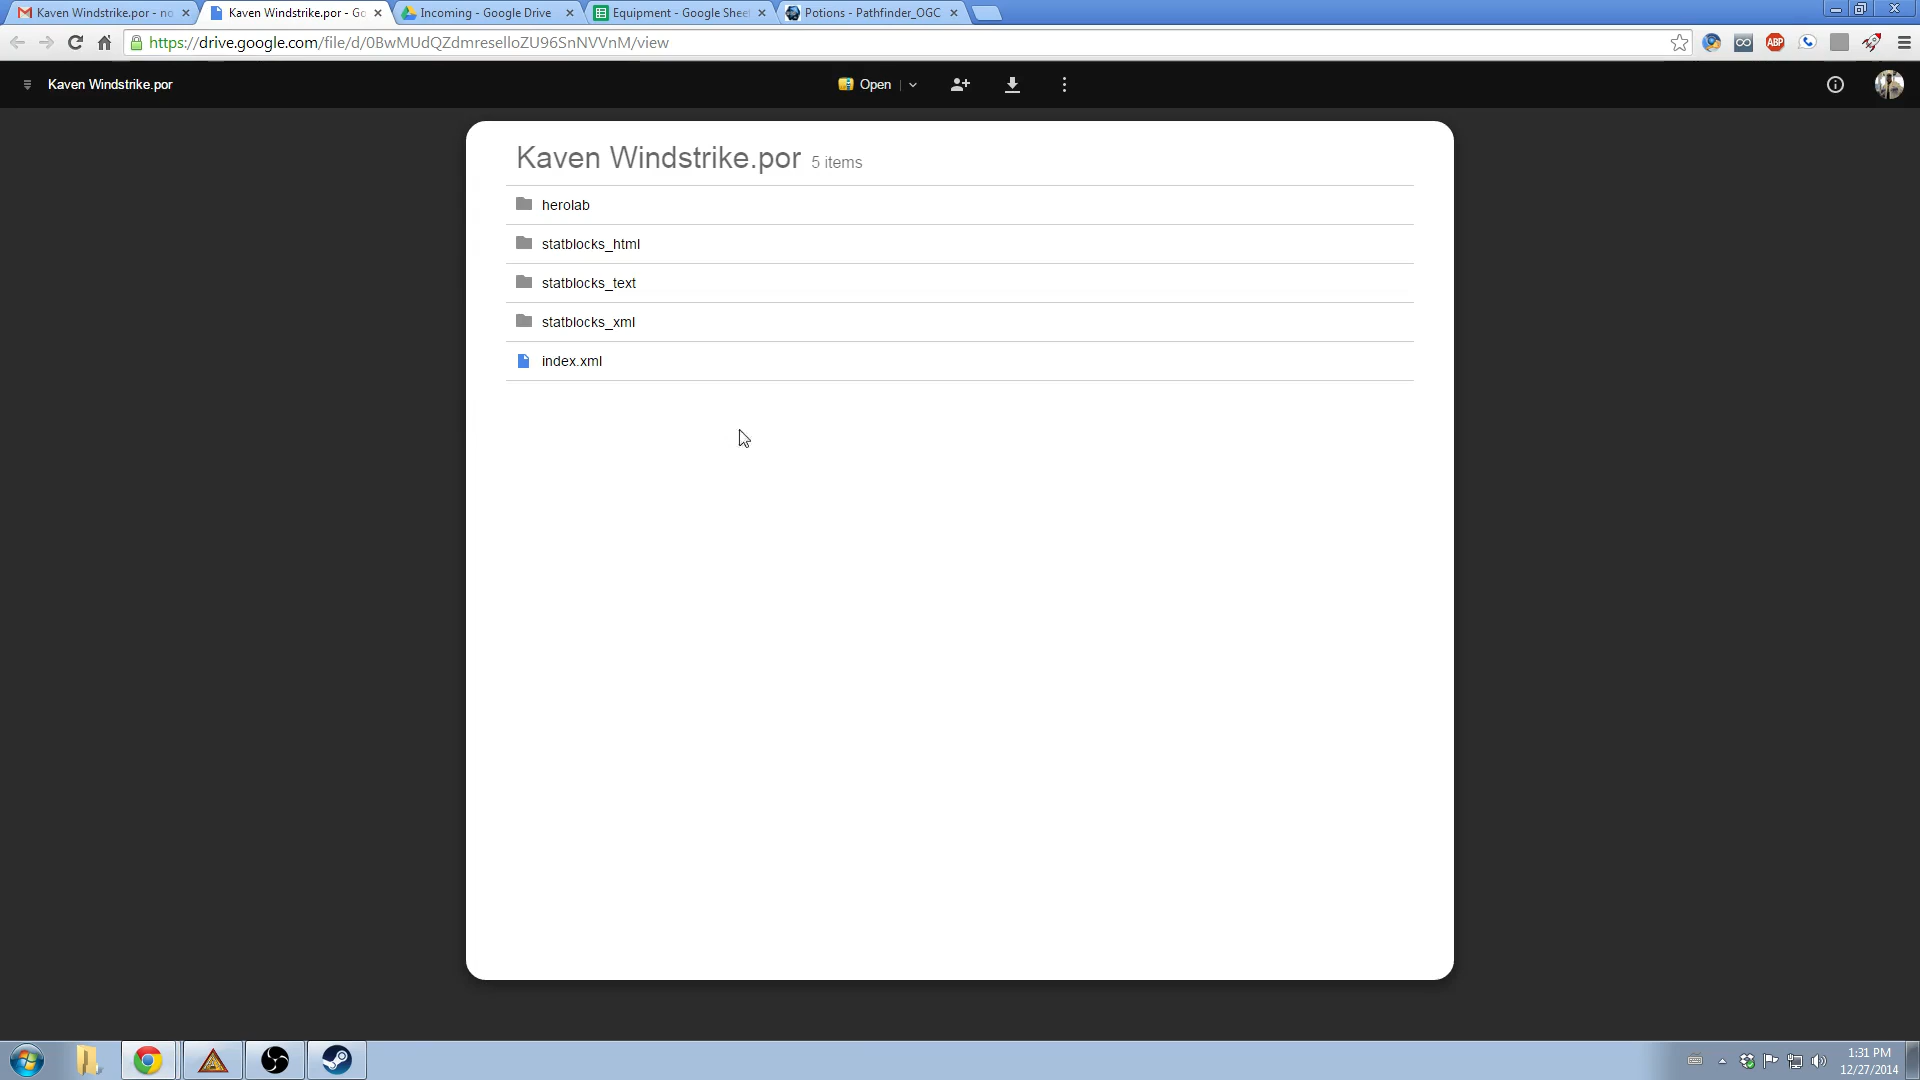 Kaven Windstrike.por - no
Kaven Windstrike.por - Go
Incoming - Google Drive
Equipment - Google Sheet
Potions - Pathfinder_OGC
https://drive.google.com/file/d/0BwMUdQZdmreselloZU96SnNVVnM/view
ABP
Kaven Windstrike.por
Open
Kaven Windstrike.por 5 items
herolab
statblocks_html
statblocks_text
statblocks_xml
index.xml
1:31 PM
12/27/2014